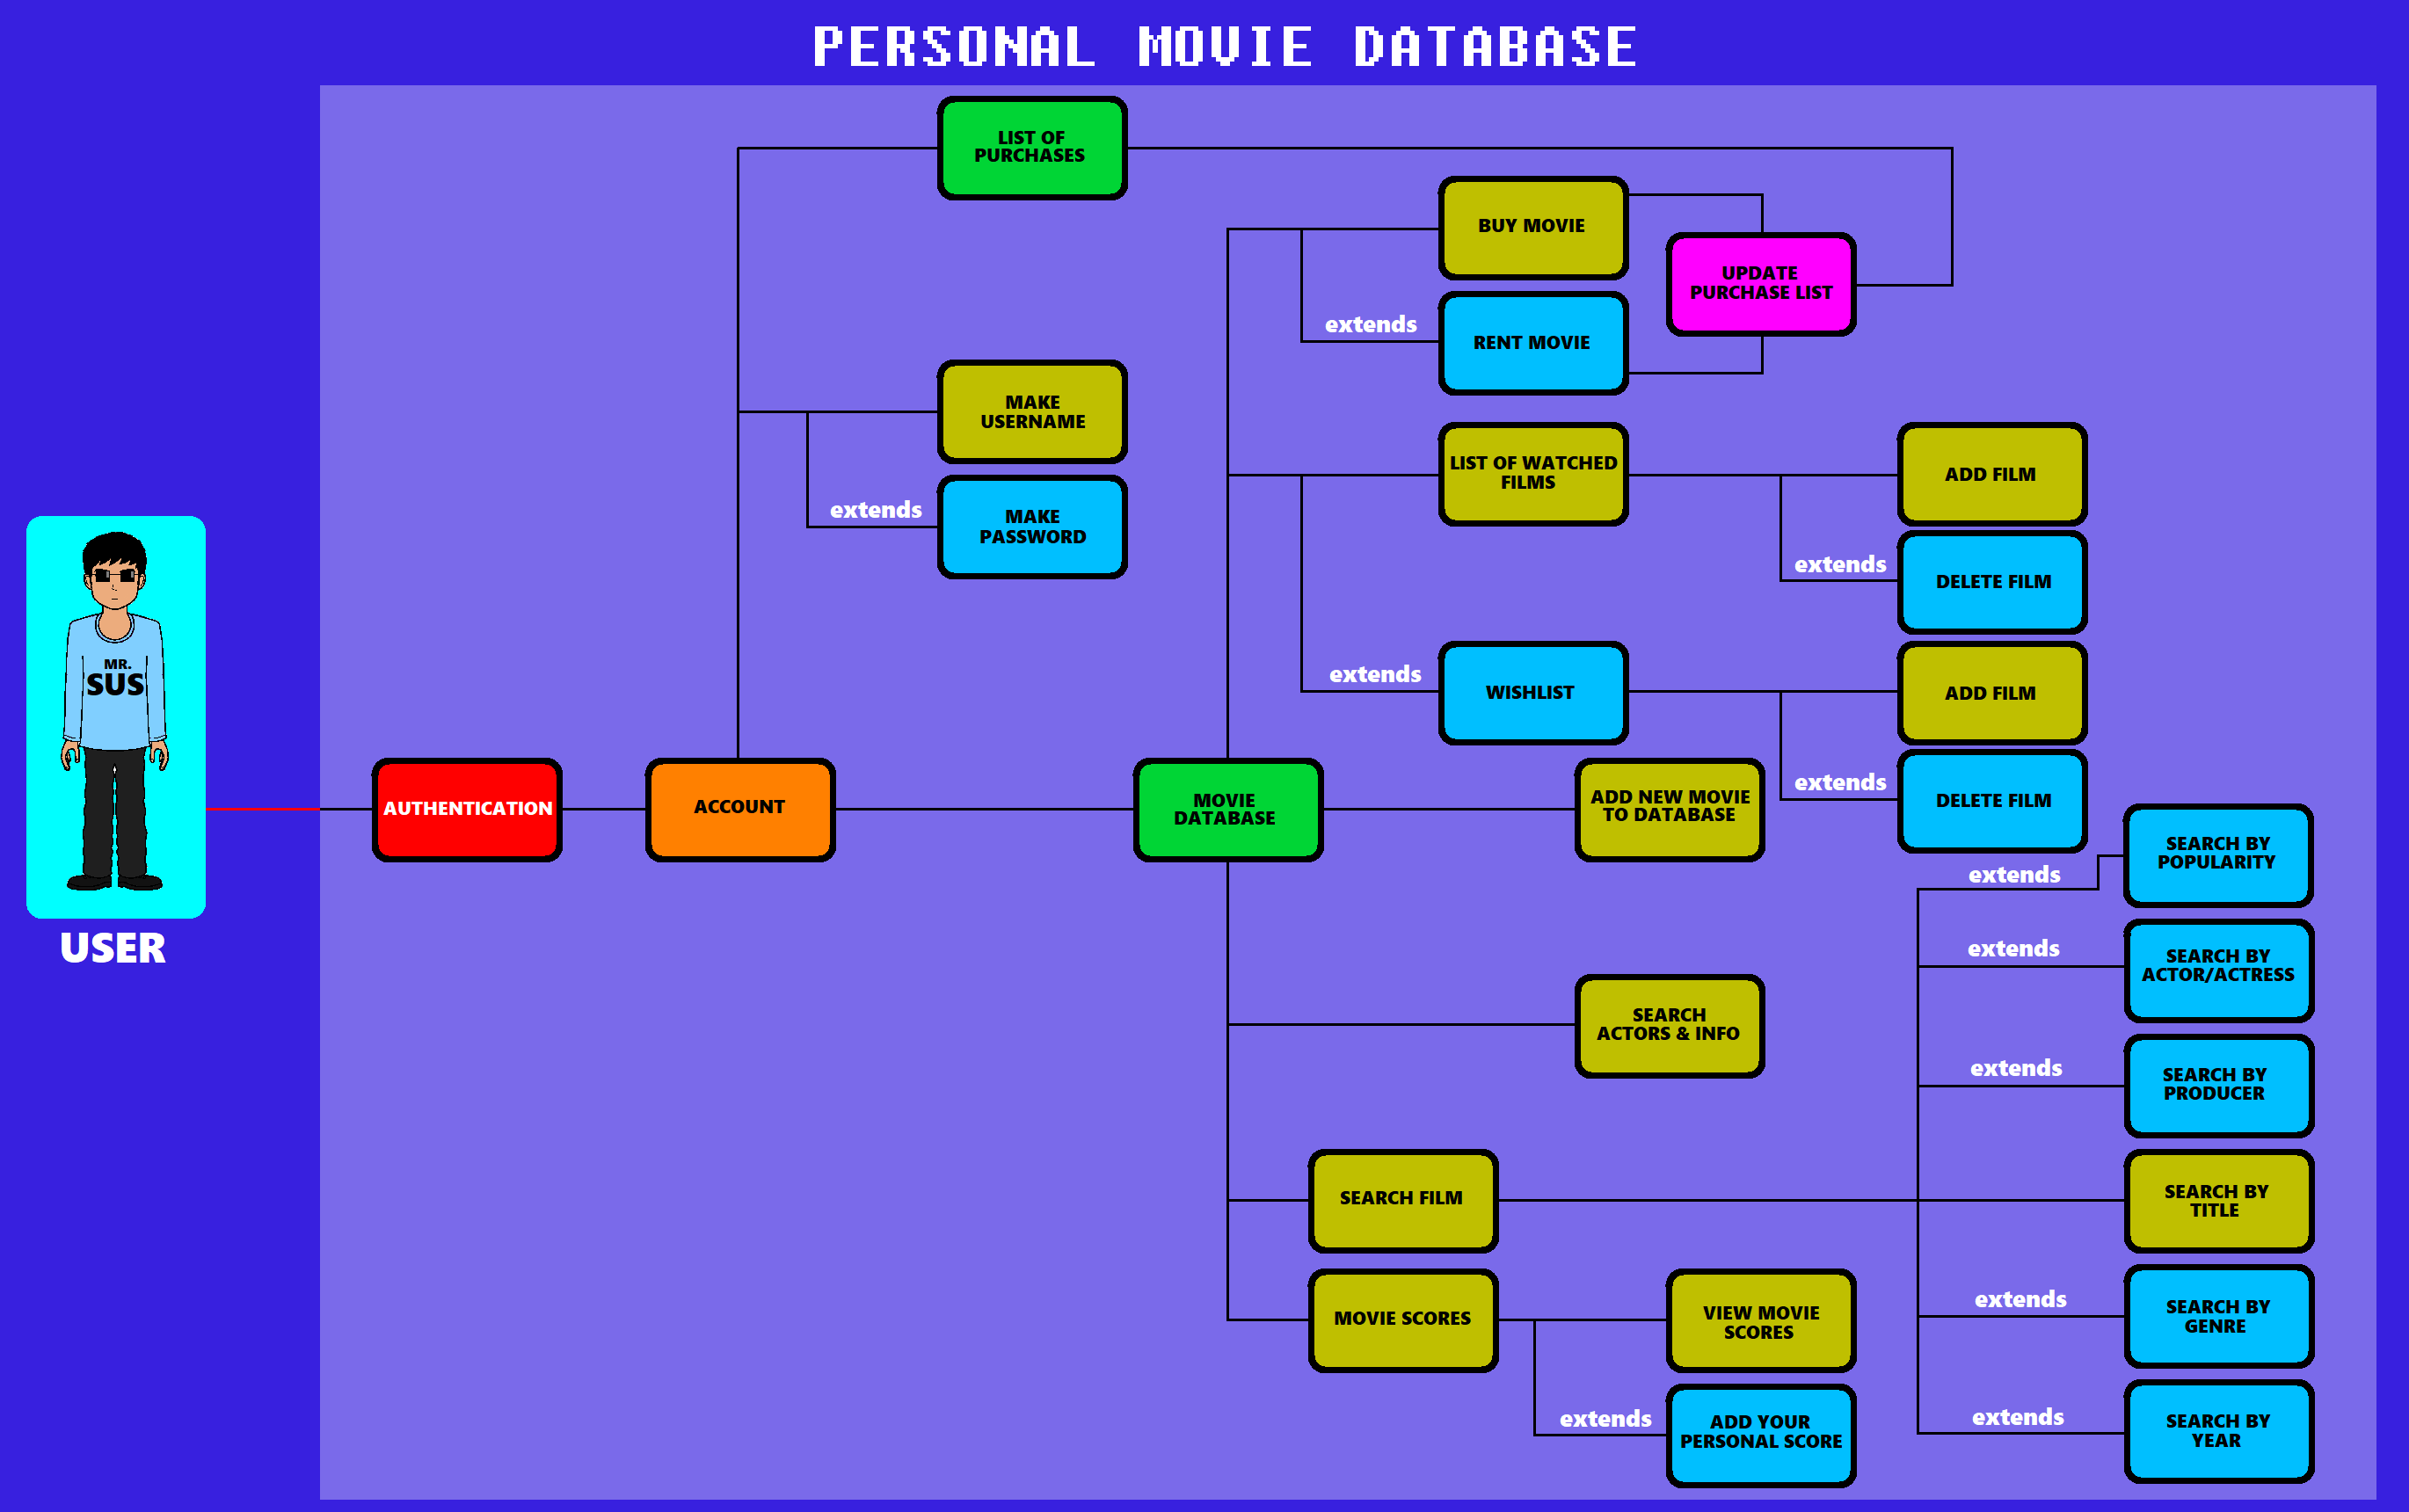 PERSONAL MOVIE DATABASE
LIST OF
PURCHASES
BUY MOVIE
UPDATE
PURCHASE LIST
extends
RENT MOVIE
MAKE
USERNAME
extends
MAKE
PASSWORD
LIST OF WATCHED
FILMS
ADD FILM
extends
DELETE FILM
extends
WISHLIST
ADD FILM
extends
DELETE FILM
MR.
SUS
USER
AUTHENTICATION
ACCOUNT
MOVIE
DATABASE
ADD NEW MOVIE
TO DATABASE
extends
SEARCH BY
POPULARITY
extends
SEARCH BY
ACTOR/ACTRESS
SEARCH
ACTORS & INFO
extends
SEARCH BY
PRODUCER
SEARCH FILM
SEARCH BY
TITLE
MOVIE SCORES
VIEW MOVIE
SCORES
extends
SEARCH BY
GENRE
extends
ADD YOUR
PERSONAL SCORE
extends
SEARCH BY
YEAR